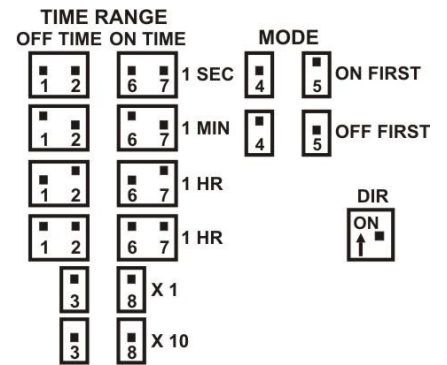 TIME RANGE
OFF TIME ON TIME MODE
1 2 6 7 1 SEC 4 5 ON FIRST
1 2 6 7 1 MIN 4 5 OFF FIRST
1 2 6 7 1 HR
DIR
1 2 6 7 1 HR ON
3 8 X 1
3 8 X 10